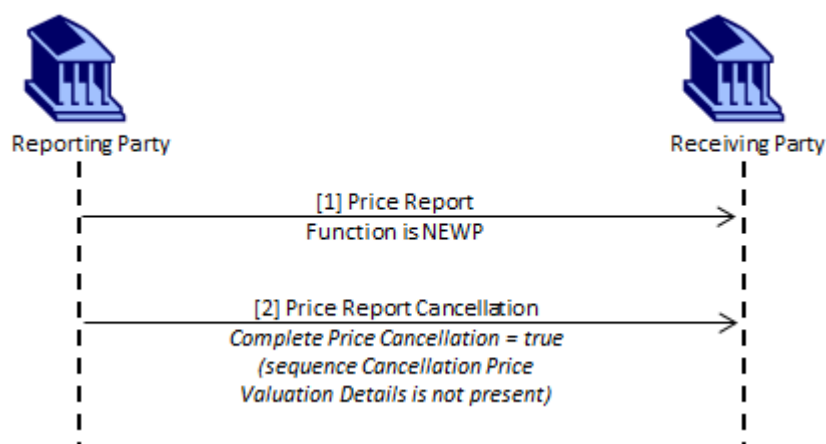 Reporting Party
Receiving Party
[1] Price Report
Function is NEWP
[2] Price Report Cancellation
Complete Price Cancellation = true
(sequence Cancellation Price
Valuation Details is not present)